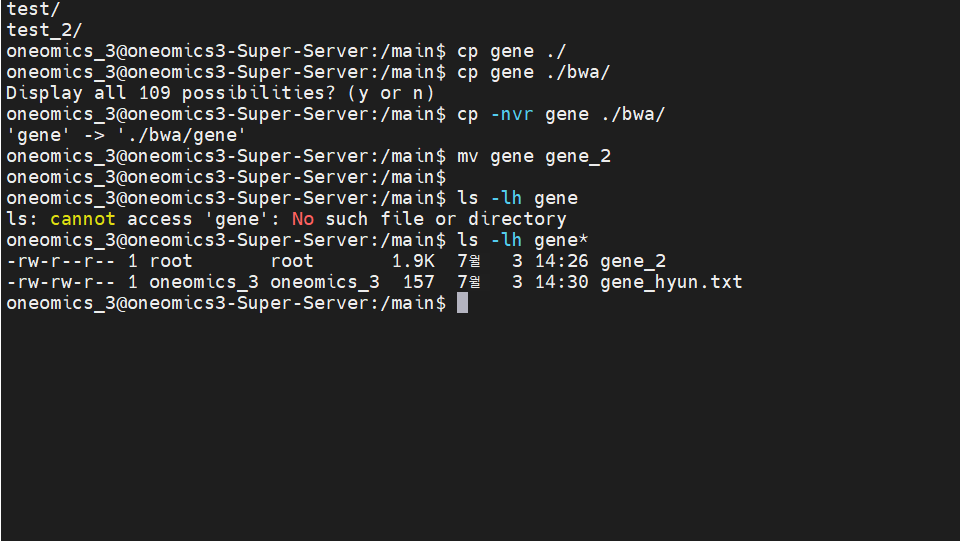 test/
test_2/
oneomics_3@oneomics3-Super-Server:/main$ cp gene ./
oneomics_3@oneomics3-Super-Server:/main$ cp gene ./bwa/
Display all 109 possibilities? (y or n)
oneomics_3@oneomics3-Super-Server:/main$ cp -nvr gene ./bwa/
'gene' -> './bwa/gene'
oneomics_3@oneomics3-Super-Server:/main$ mv gene gene_2
oneomics_3@oneomics3-Super-Server:/main$
oneomics_3@oneomics3-Super-Server:/main$ ls -lh gene
ls: cannot access 'gene': No such file or directory
oneomics_3@oneomics3-Super-Server:/main$ ls -lh gene*
-rw-r--r-- 1 root       root       1.9K  7월   3 14:26 gene_2
-rw-rw-r-- 1 oneomics_3 oneomics_3  157  7월   3 14:30 gene_hyun.txt
oneomics_3@oneomics3-Super-Server:/main$